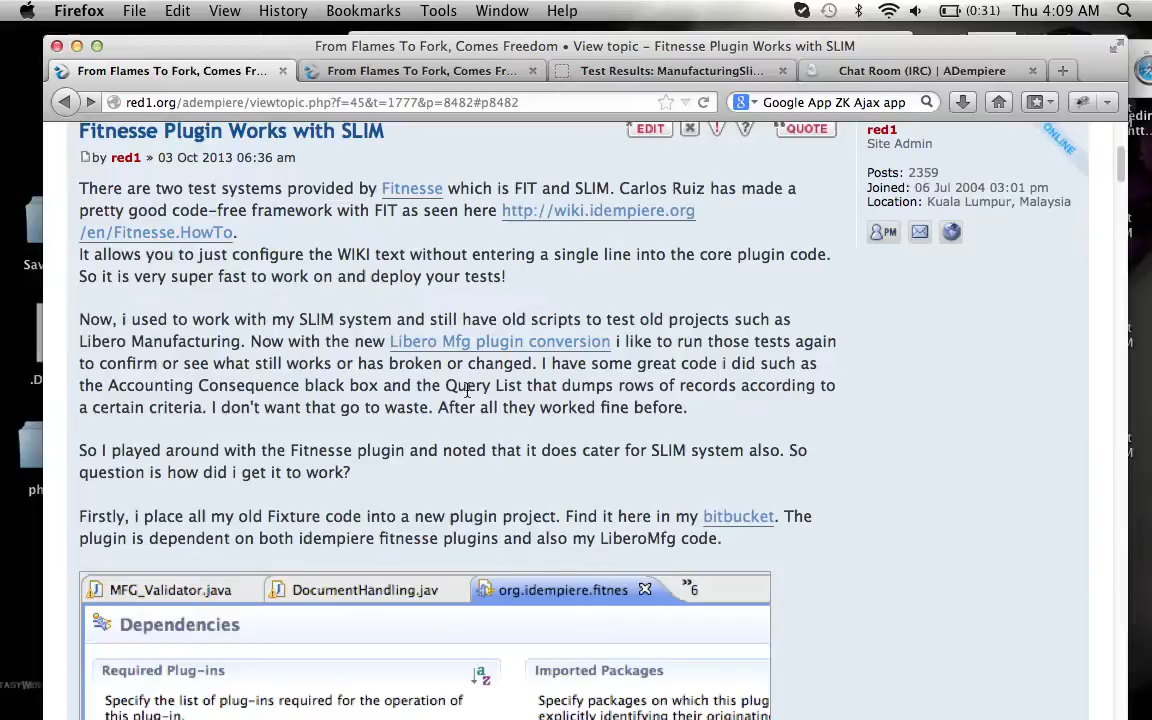 Firefox File Edit View History Bookmarks Tools Window Help (0:31) Thu 4:09 AM
From Flames To Fork, Comes Freedom • View topic – Fitnesse Plugin Works with SLIM
From Flames To Fork, Comes Fr... From Flames To Fork, Comes Fr... Test Results: ManufacturingSli... Chat Room (IRC) | ADempiere
red1.org/adempiere/viewtopic.php?f=45&t=1777&p=8482#p8482 Google App ZK Ajax app
Fitnesse Plugin Works with SLIM
EDIT QUOTE
by red1 » 03 Oct 2013 06:36 am
There are two test systems provided by Fitnesse which is FIT and SLIM. Carlos Ruiz has made a
pretty good code-free framework with FIT as seen here http://wiki.idempiere.org
/en/Fitnesse.HowTo.
It allows you to just configure the WIKI text without entering a single line into the core plugin code.
So it is very super fast to work on and deploy your tests!
Now, i used to work with my SLIM system and still have old scripts to test old projects such as
Libero Manufacturing. Now with the new Libero Mfg plugin conversion i like to run those tests again
to confirm or see what still works or has broken or changed. I have some great code i did such as
the Accounting Consequence black box and the Query List that dumps rows of records according to
a certain criteria. I don't want that go to waste. After all they worked fine before.
So I played around with the Fitnesse plugin and noted that it does cater for SLIM system also. So
question is how did i get it to work?
Firstly, i place all my old Fixture code into a new plugin project. Find it here in my bitbucket. The
plugin is dependent on both idempiere fitnesse plugins and also my LiberoMfg code.
MFG_Validator.java DocumentHandling.jav org.idempiere.fitnes »6
Dependencies
Required Plug-ins
Specify the list of plug-ins required for the operation of
this plug-in.
Imported Packages
Specify packages on which this plug
explicitly identifying their originatin
red1
Site Admin
ONLINE
Posts: 2359
Joined: 06 Jul 2004 03:01 pm
Location: Kuala Lumpur, Malaysia
PM
Sav
.D
ph